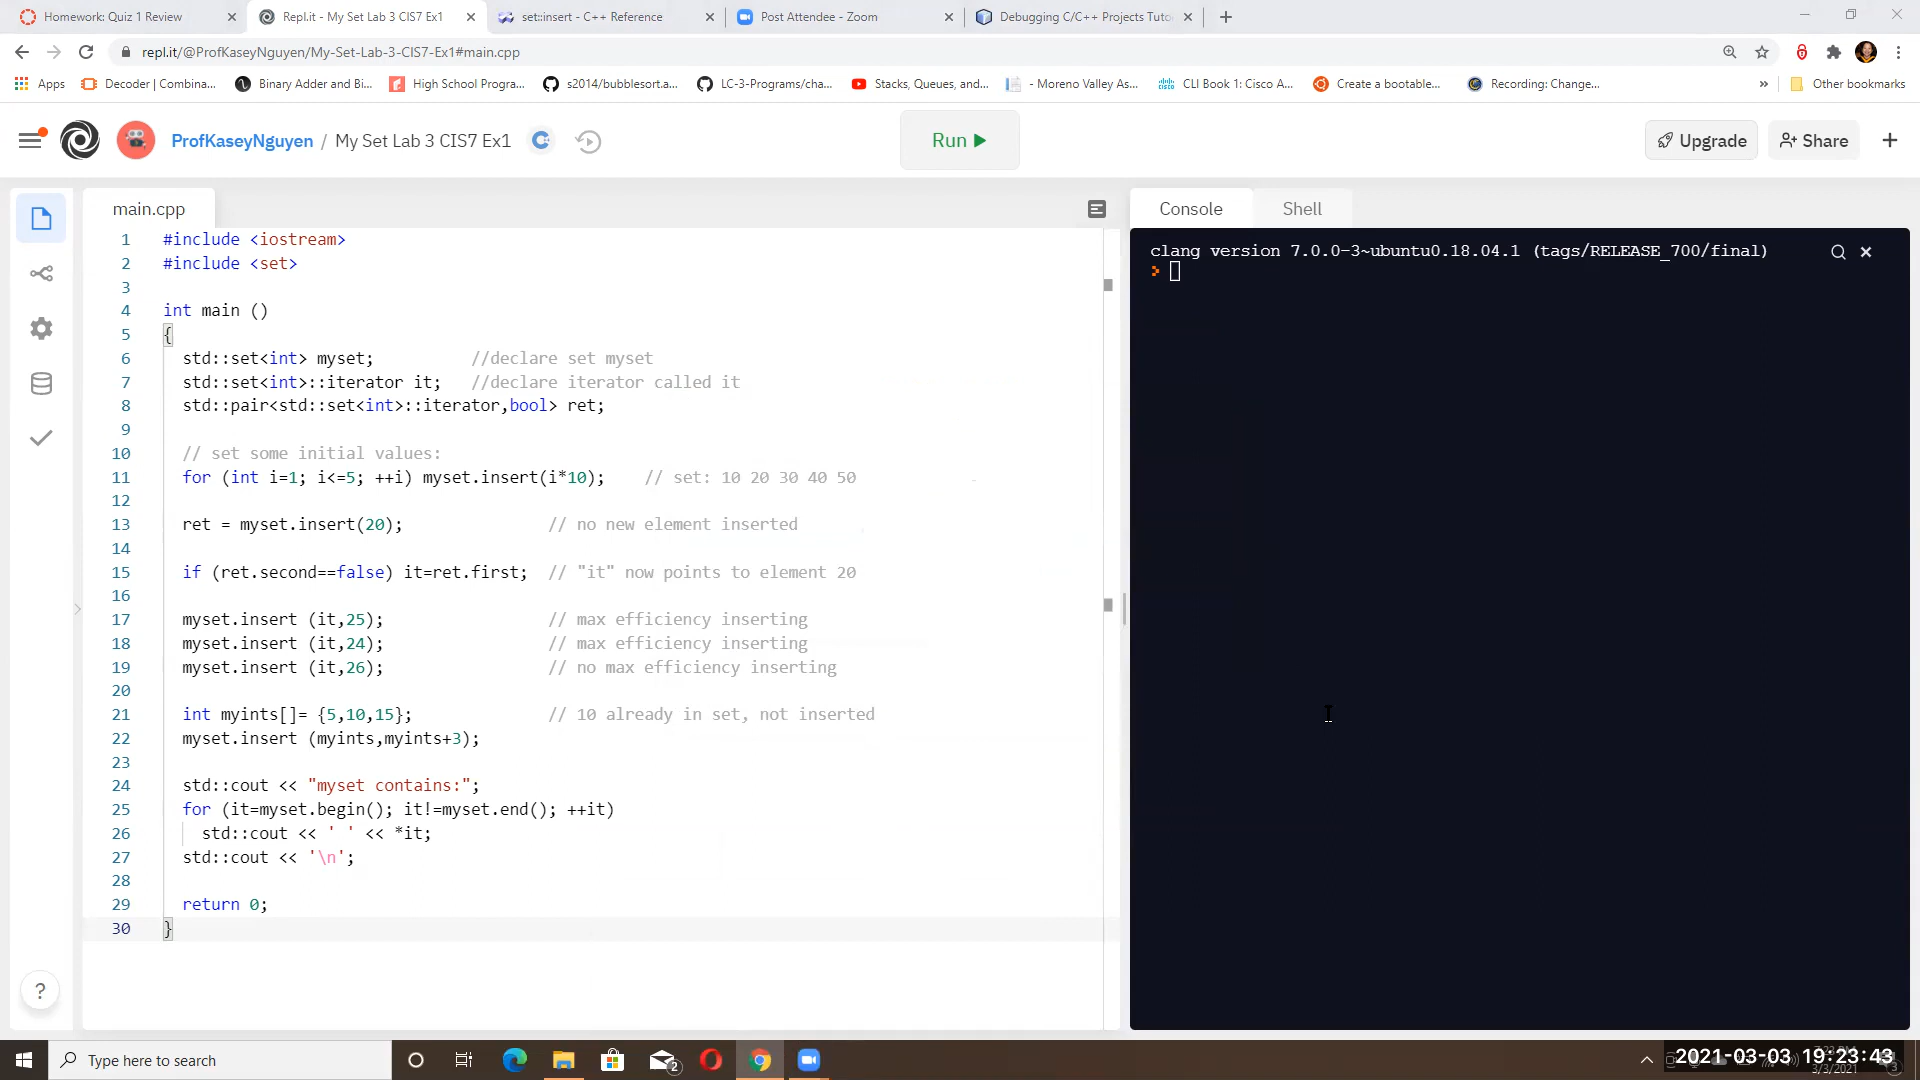 Homework: Quiz 1 Review
Repl.it - My Set Lab 3 CIS7 Ex1
set::insert - C++ Reference
Post Attendee - Zoom
Debugging C/C++ Projects Tuto
repl.it/@ProfKaseyNguyen/My-Set-Lab-3-CIS7-Ex1#main.cpp
Apps
Decoder | Combina...
Binary Adder and Bi...
High School Progra...
s2014/bubblesort.a...
LC-3-Programs/cha...
Stacks, Queues, and...
- Moreno Valley As...
CLI Book 1: Cisco A...
Create a bootable...
Recording: Change...
»
Other bookmarks
ProfKaseyNguyen / My Set Lab 3 CIS7 Ex1
Run
Upgrade
Share
main.cpp
1 #include <iostream>
2 #include <set>
3
4 int main ()
5 {
6 std::set<int> myset; //declare set myset
7 std::set<int>::iterator it; //declare iterator called it
8 std::pair<std::set<int>::iterator,bool> ret;
9
10 // set some initial values:
11 for (int i=1; i<=5; ++i) myset.insert(i*10); // set: 10 20 30 40 50
12
13 ret = myset.insert(20); // no new element inserted
14
15 if (ret.second==false) it=ret.first; // "it" now points to element 20
16
17 myset.insert (it,25); // max efficiency inserting
18 myset.insert (it,24); // max efficiency inserting
19 myset.insert (it,26); // no max efficiency inserting
20
21 int myints[]= {5,10,15}; // 10 already in set, not inserted
22 myset.insert (myints,myints+3);
23
24 std::cout << "myset contains:";
25 for (it=myset.begin(); it!=myset.end(); ++it)
26 std::cout << ' ' << *it;
27 std::cout << '\n';
28
29 return 0;
30 }
Console
Shell
clang version 7.0.0-3~ubuntu0.18.04.1 (tags/RELEASE_700/final)
?
Type here to search
2
2021-03-03 19:23:43
3/3/2021
3